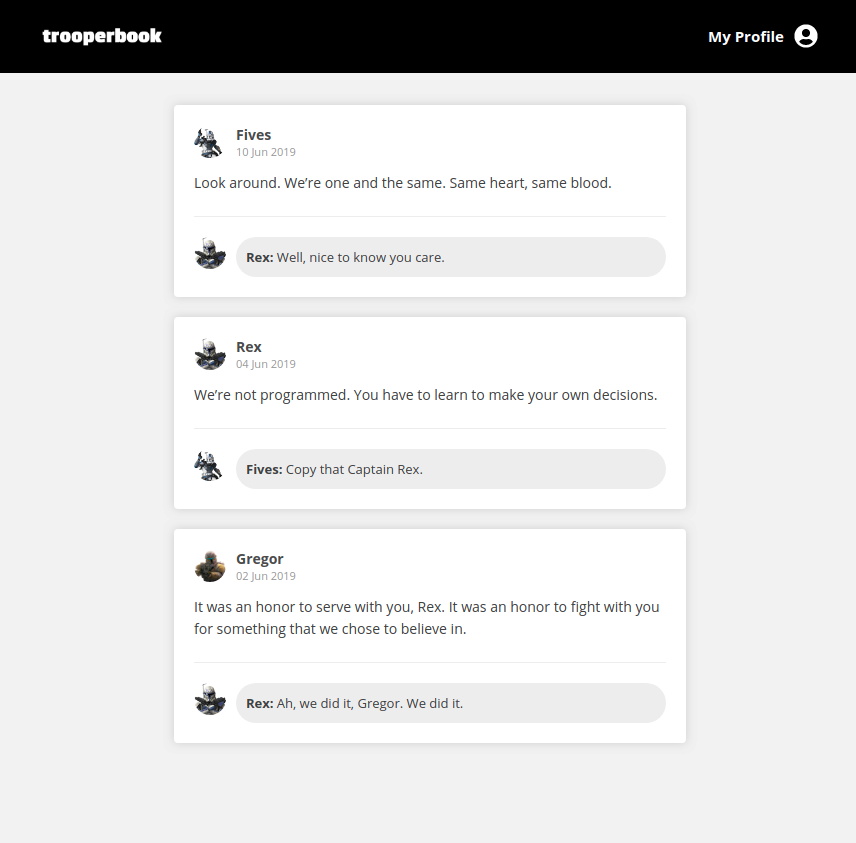 trooperbook
My Profile
Fives
10 Jun 2019
Look around. We’re one and the same. Same heart, same blood.
Rex: Well, nice to know you care.
Rex
04 Jun 2019
We’re not programmed. You have to learn to make your own decisions.
Fives: Copy that Captain Rex.
Gregor
02 Jun 2019
It was an honor to serve with you, Rex. It was an honor to fight with you
for something that we chose to believe in.
Rex: Ah, we did it, Gregor. We did it.